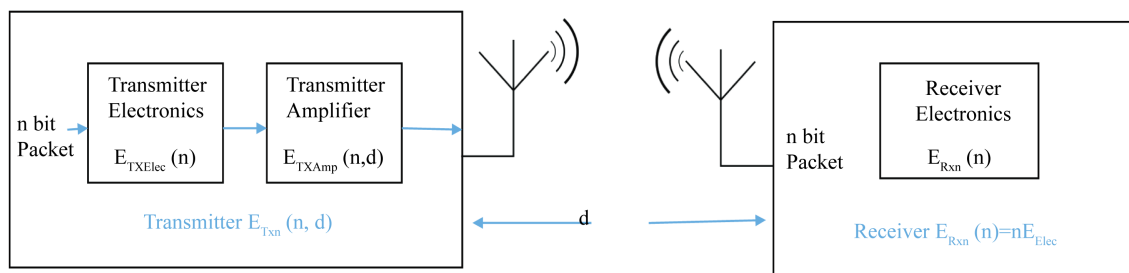 n bit
Packet
Transmitter
Electronics
E_TXElec (n)
Transmitter
Amplifier
E_TXAmp (n,d)
Transmitter E_Txn (n, d)
d
n bit
Packet
Receiver
Electronics
E_Rxn (n)
Receiver E_Rxn (n)=nE_Elec